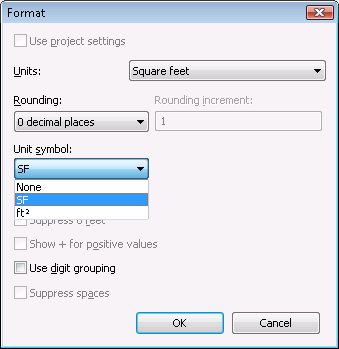 Format
Use project settings
Units: Square feet
Rounding: Rounding increment:
0 decimal places 1
Unit symbol:
SF
None
SF
ft²
Suppress 0 feet
Show + for positive values
Use digit grouping
Suppress spaces
OK Cancel